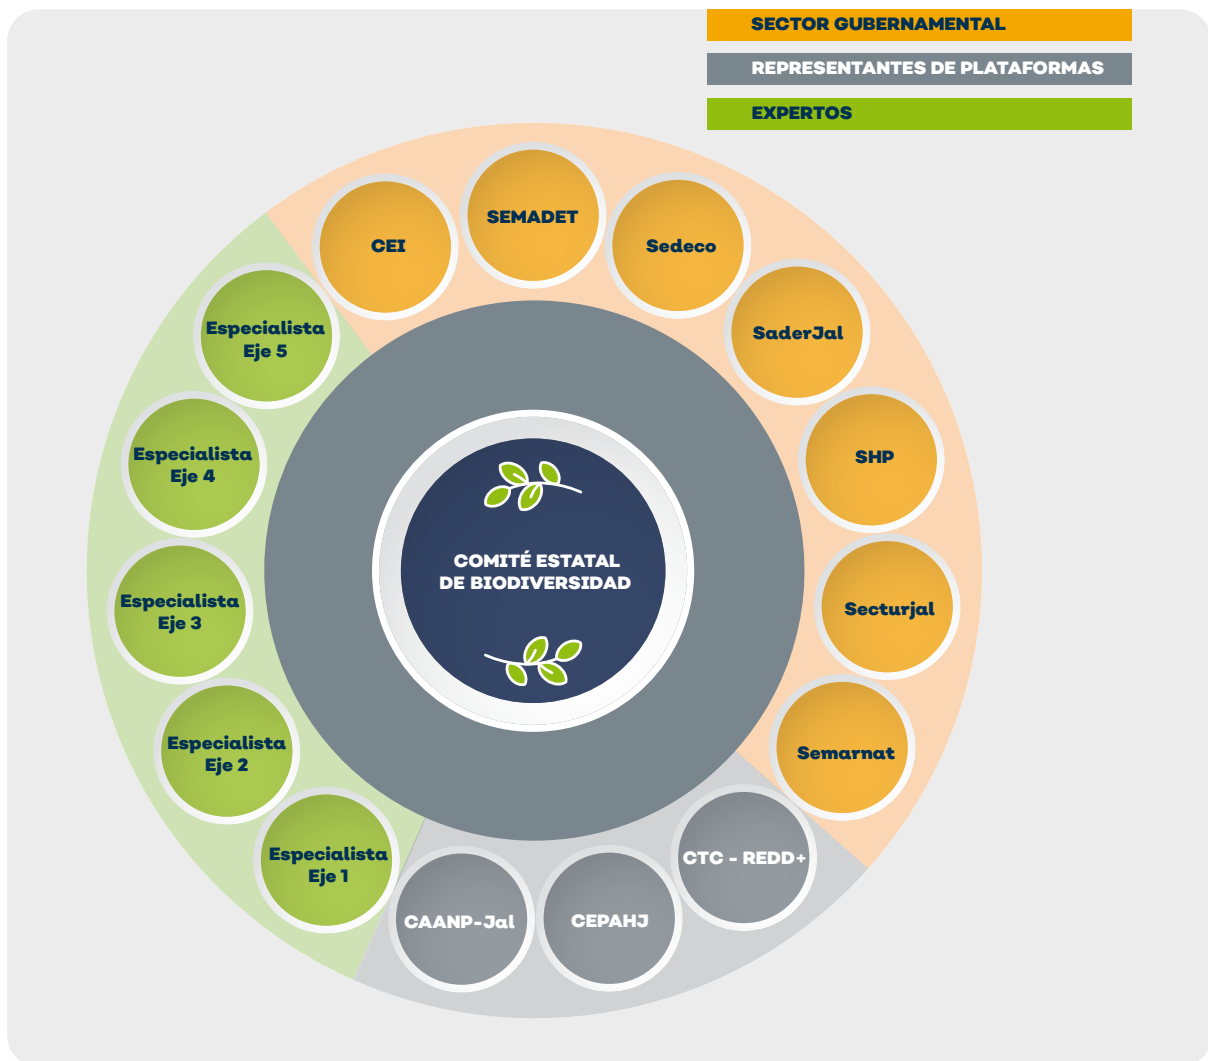 SECTOR GUBERNAMENTAL
REPRESENTANTES DE PLATAFORMAS
EXPERTOS
CEI
SEMADET
Sedeco
SaderJal
SHP
Secturjal
Semarnat
CTC - REDD+
CEPAHJ
CAANP-Jal
Especialista
Eje 1
Especialista
Eje 2
Especialista
Eje 3
Especialista
Eje 4
Especialista
Eje 5
COMITÉ ESTATAL
DE BIODIVERSIDAD